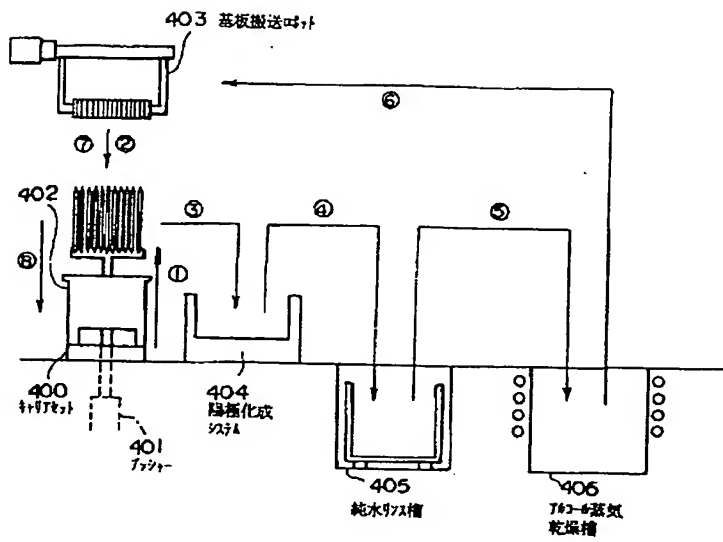 403 基板搬送ロボット
⑥
⑦ ②
402
③
④
⑤
⑧
①
400
キャリアセット
401
プッシャー
404
陽極化成
システム
405
純水リンス槽
406
アルコール蒸気
乾燥槽